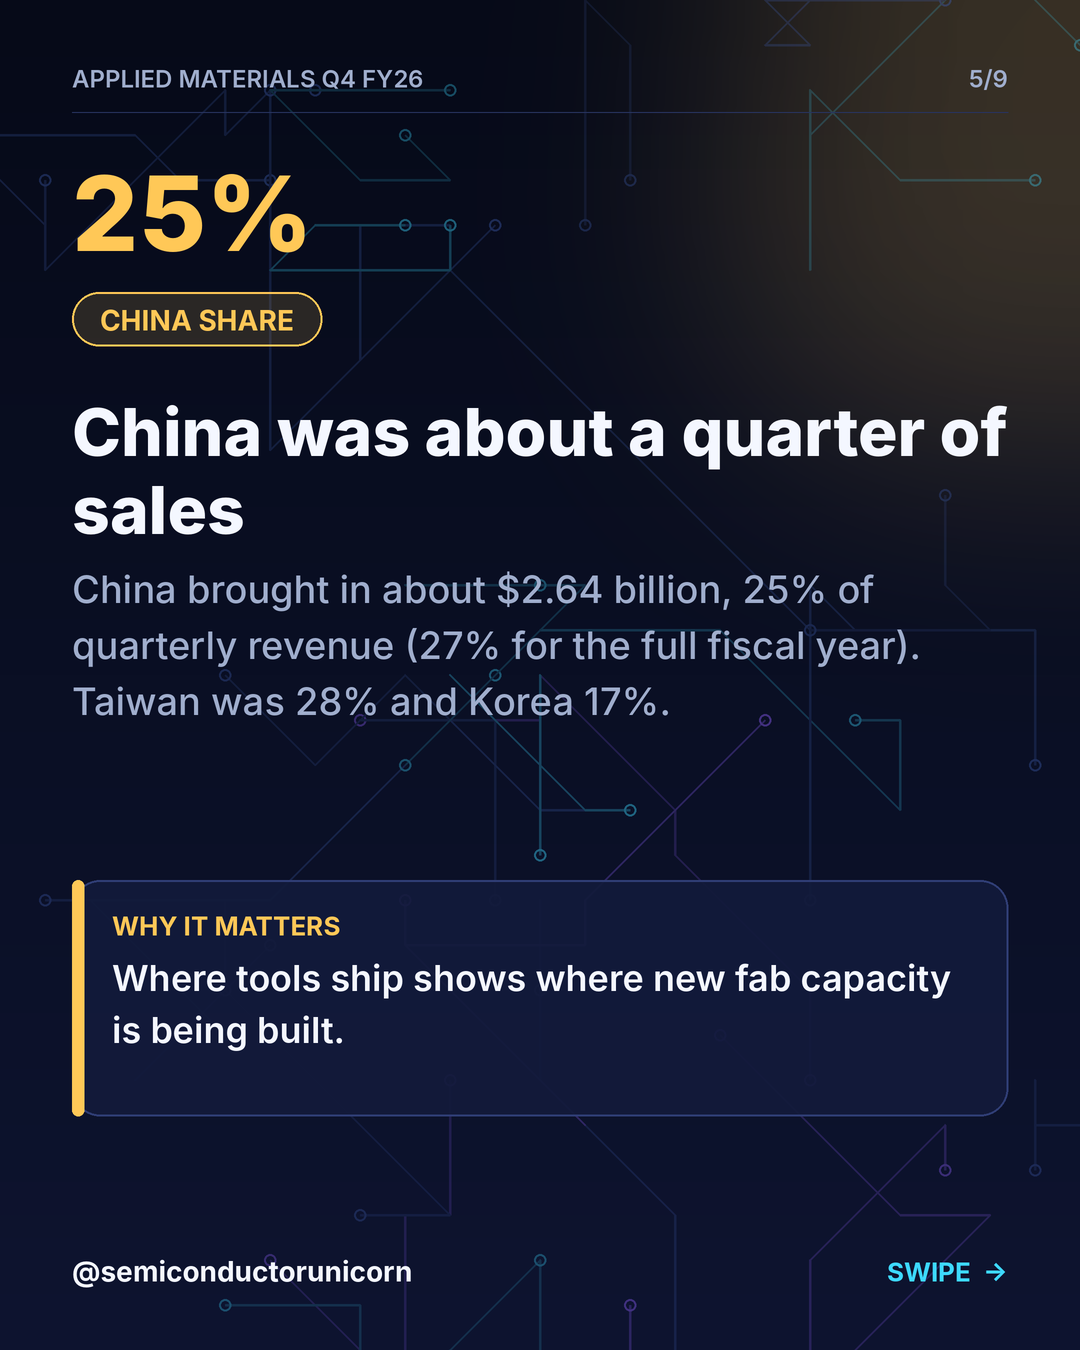 APPLIED MATERIALS Q4 FY26
5/9
25%
CHINA SHARE
China was about a quarter of
sales
China brought in about $2.64 billion, 25% of
quarterly revenue (27% for the full fiscal year).
Taiwan was 28% and Korea 17%.
WHY IT MATTERS
Where tools ship shows where new fab capacity
is being built.
@semiconductorunicorn
SWIPE →